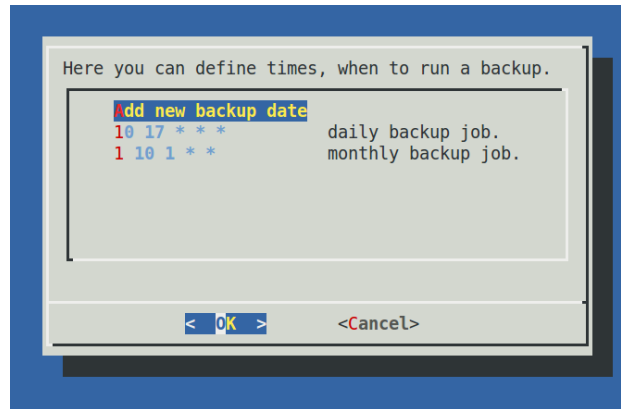 Here you can define times, when to run a backup.
Add new backup date
10 17 * * * daily backup job.
1 10 1 * * monthly backup job.
< OK > <Cancel>